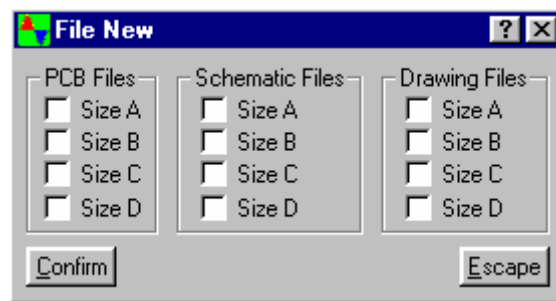 File New
PCB Files Schematic Files Drawing Files
Size A Size A Size A
Size B Size B Size B
Size C Size C Size C
Size D Size D Size D
Confirm Escape